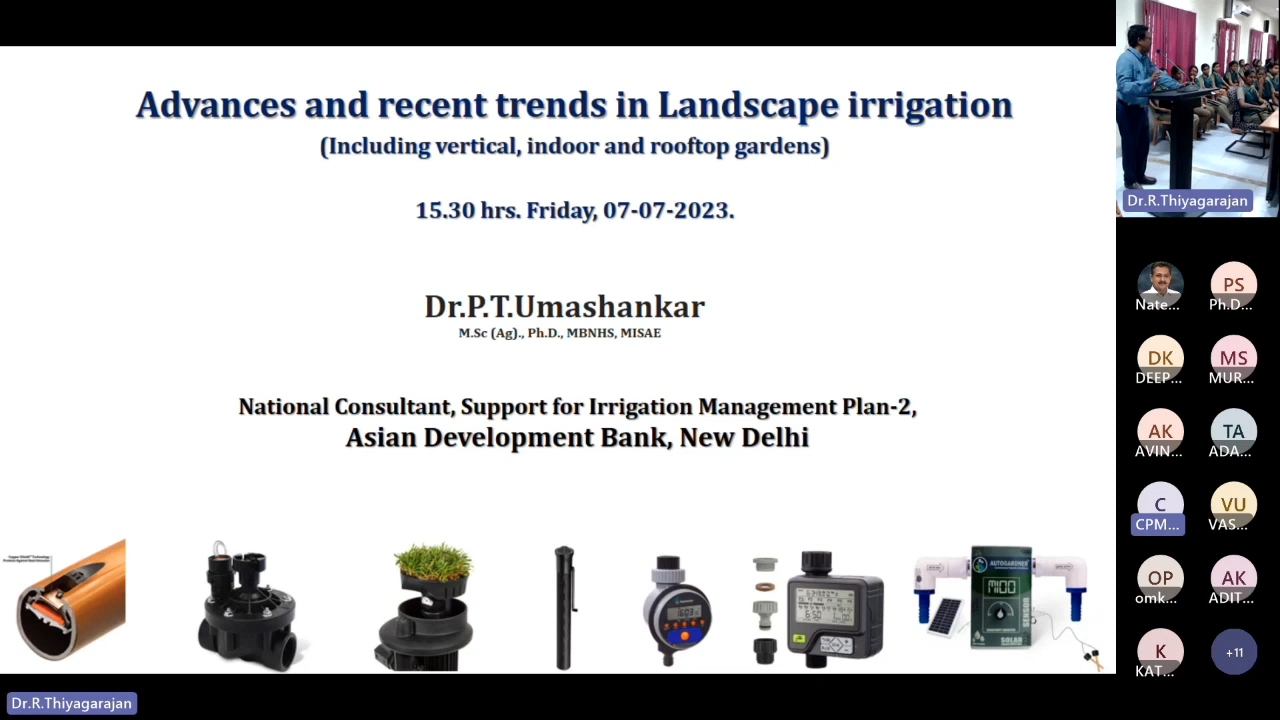 Advances and recent trends in Landscape irrigation
(Including vertical, indoor and rooftop gardens)
15.30 hrs. Friday, 07-07-2023.
Dr.P.T.Umashankar
M.Sc (Ag)., Ph.D., MBNHS, MISAE
National Consultant, Support for Irrigation Management Plan-2,
Asian Development Bank, New Delhi
AUTOGARDNER
SENSOR
SOLAR
Dr.R.Thiyagarajan
Dr.R.Thiyagarajan
Nate...
PS
Ph.D...
DK
DEEP...
MS
MUR...
AK
AVIN...
TA
ADA...
C
CPM...
VU
VAS...
OP
omk...
AK
ADIT...
K
KAT...
+11